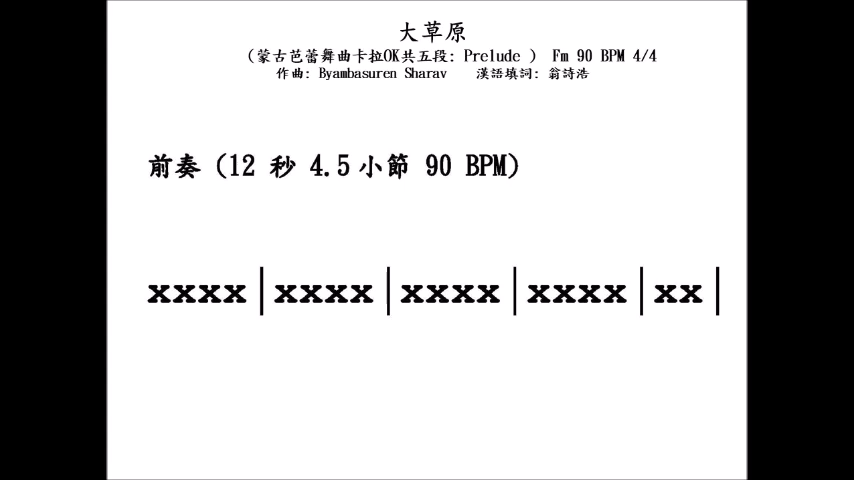 大草原
(蒙古芭蕾舞曲卡拉OK共五段: Prelude ) Fm 90 BPM 4/4
作曲: Byambasuren Sharav 漢語填詞: 翁詩浩
前奏 (12 秒 4.5小節 90 BPM)
xxxx|xxxx|xxxx|xxxx|xx|